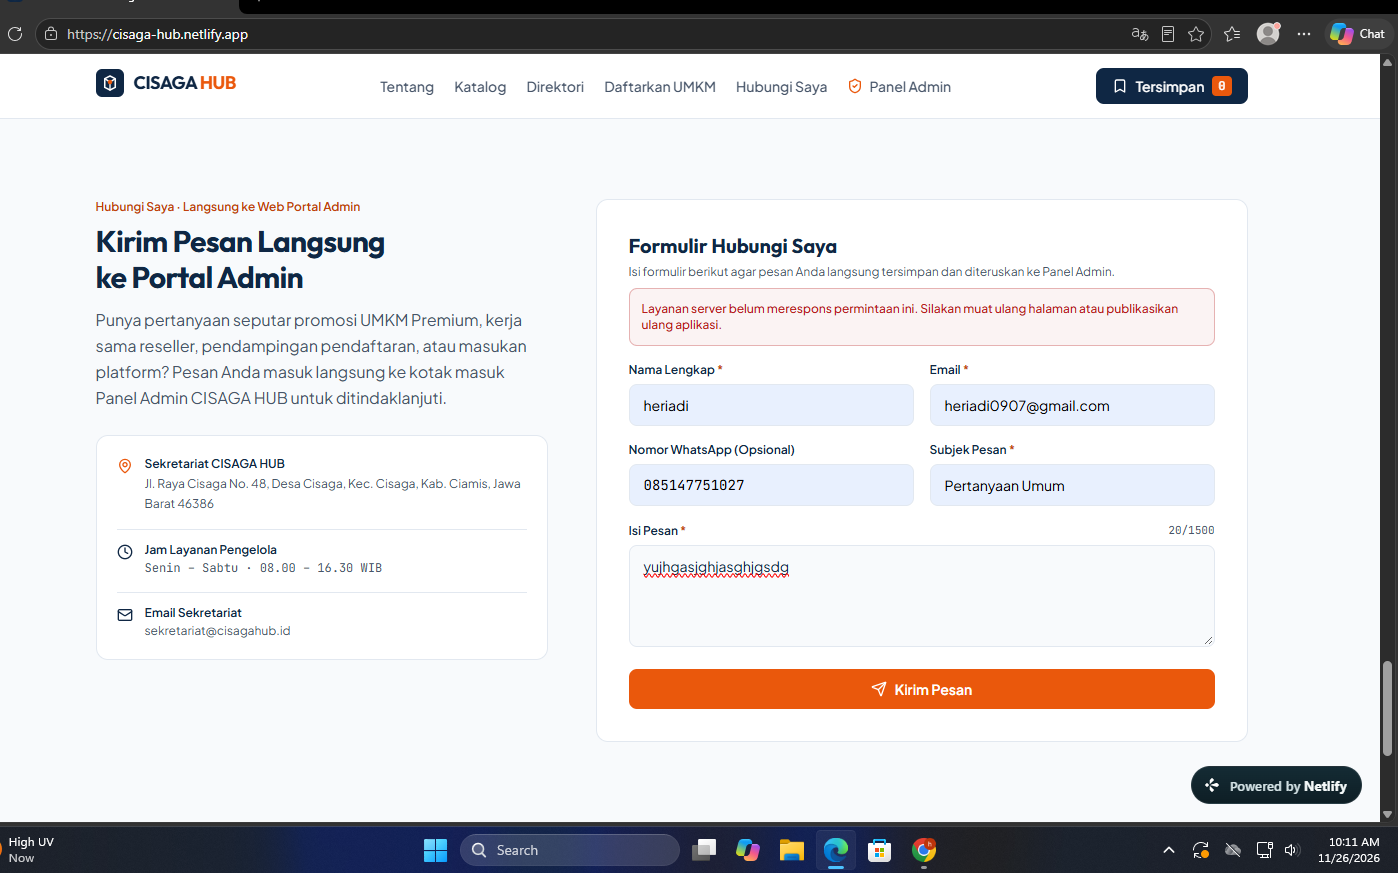 https://cisaga-hub.netlify.app
Chat
CISAGA HUB
Tentang
Katalog
Direktori
Daftarkan UMKM
Hubungi Saya
Panel Admin
Tersimpan 0
Hubungi Saya · Langsung ke Web Portal Admin
Kirim Pesan Langsung
ke Portal Admin
Punya pertanyaan seputar promosi UMKM Premium, kerja
sama reseller, pendampingan pendaftaran, atau masukan
platform? Pesan Anda masuk langsung ke kotak masuk
Panel Admin CISAGA HUB untuk ditindaklanjuti.
Sekretariat CISAGA HUB
Jl. Raya Cisaga No. 48, Desa Cisaga, Kec. Cisaga, Kab. Ciamis, Jawa
Barat 46386
Jam Layanan Pengelola
Senin – Sabtu · 08.00 – 16.30 WIB
Email Sekretariat
sekretariat@cisagahub.id
Formulir Hubungi Saya
Isi formulir berikut agar pesan Anda langsung tersimpan dan diteruskan ke Panel Admin.
Layanan server belum merespons permintaan ini. Silakan muat ulang halaman atau publikasikan
ulang aplikasi.
Nama Lengkap *
Email *
heriadi
heriadi0907@gmail.com
Nomor WhatsApp (Opsional)
Subjek Pesan *
085147751027
Pertanyaan Umum
Isi Pesan *
20/1500
yujhgasjghjasghjgsdg
Kirim Pesan
Powered by Netlify
High UV
Now
Search
10:11 AM
11/26/2026